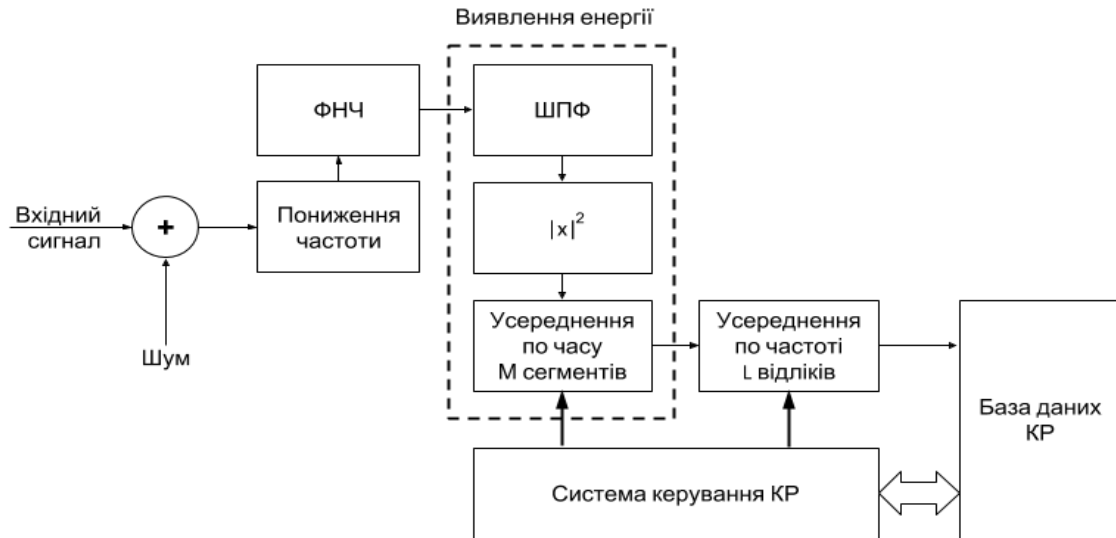 Виявлення енергії
ФНЧ
ШПФ
Вхідний
сигнал
+
Пониження
частоти
|x|²
Шум
Усереднення
по часу
М сегментів
Усереднення
по частоті
L відліків
База даних
КР
Система керування КР